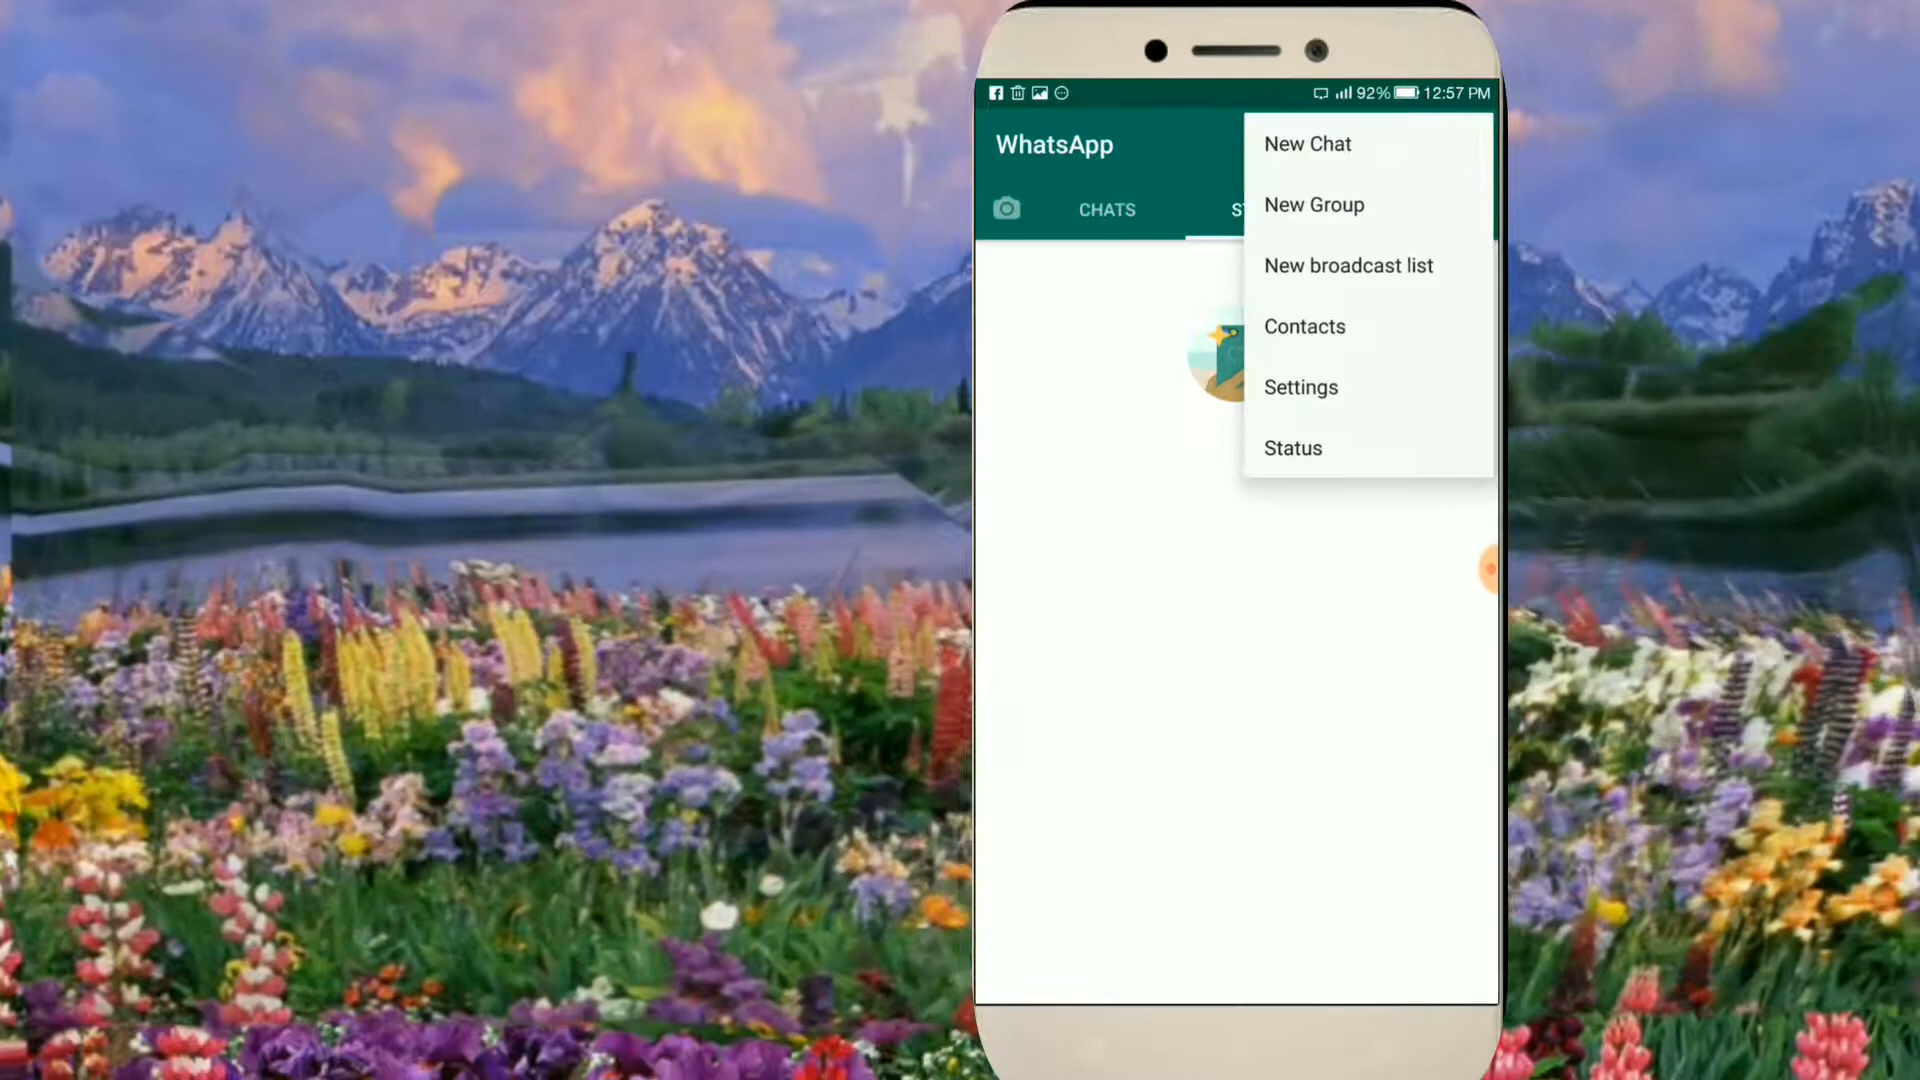 92% 12:57 PM
WhatsApp
CHATS
New Chat
New Group
New broadcast list
Contacts
Settings
Status